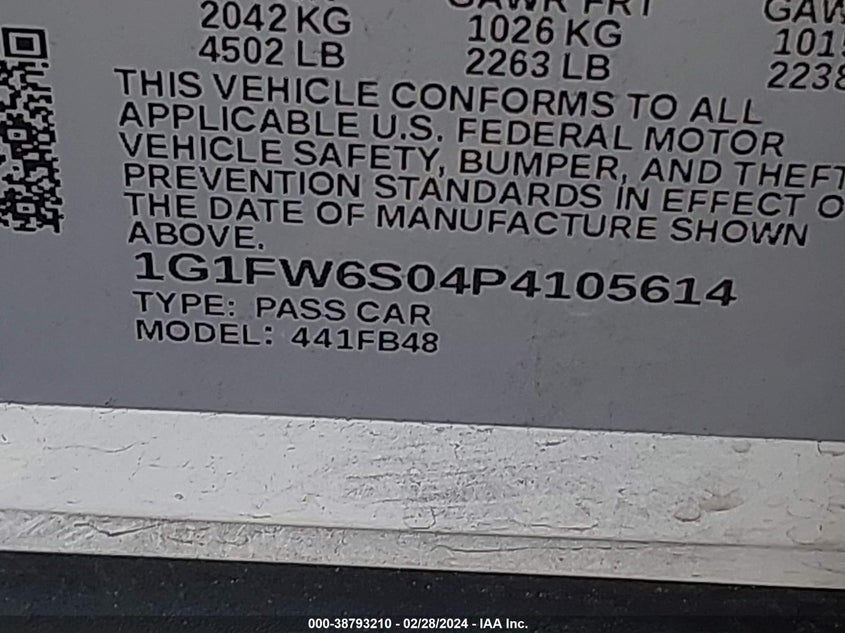 2042 KG
4502 LB
GAWR FRT
1026 KG
2263 LB
THIS VEHICLE CONFORMS TO ALL
APPLICABLE U.S. FEDERAL MOTOR
VEHICLE SAFETY, BUMPER, AND THEFT
PREVENTION STANDARDS IN EFFECT O
THE DATE OF MANUFACTURE SHOWN
ABOVE.
1G1FW6S04P4105614
TYPE: PASS CAR
MODEL: 441FB48
000-38793210 - 02/28/2024 - IAA Inc.